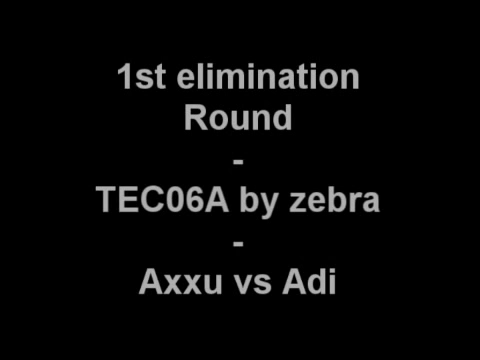 1st elimination
Round
-
TEC06A by zebra
-
Axxu vs Adi